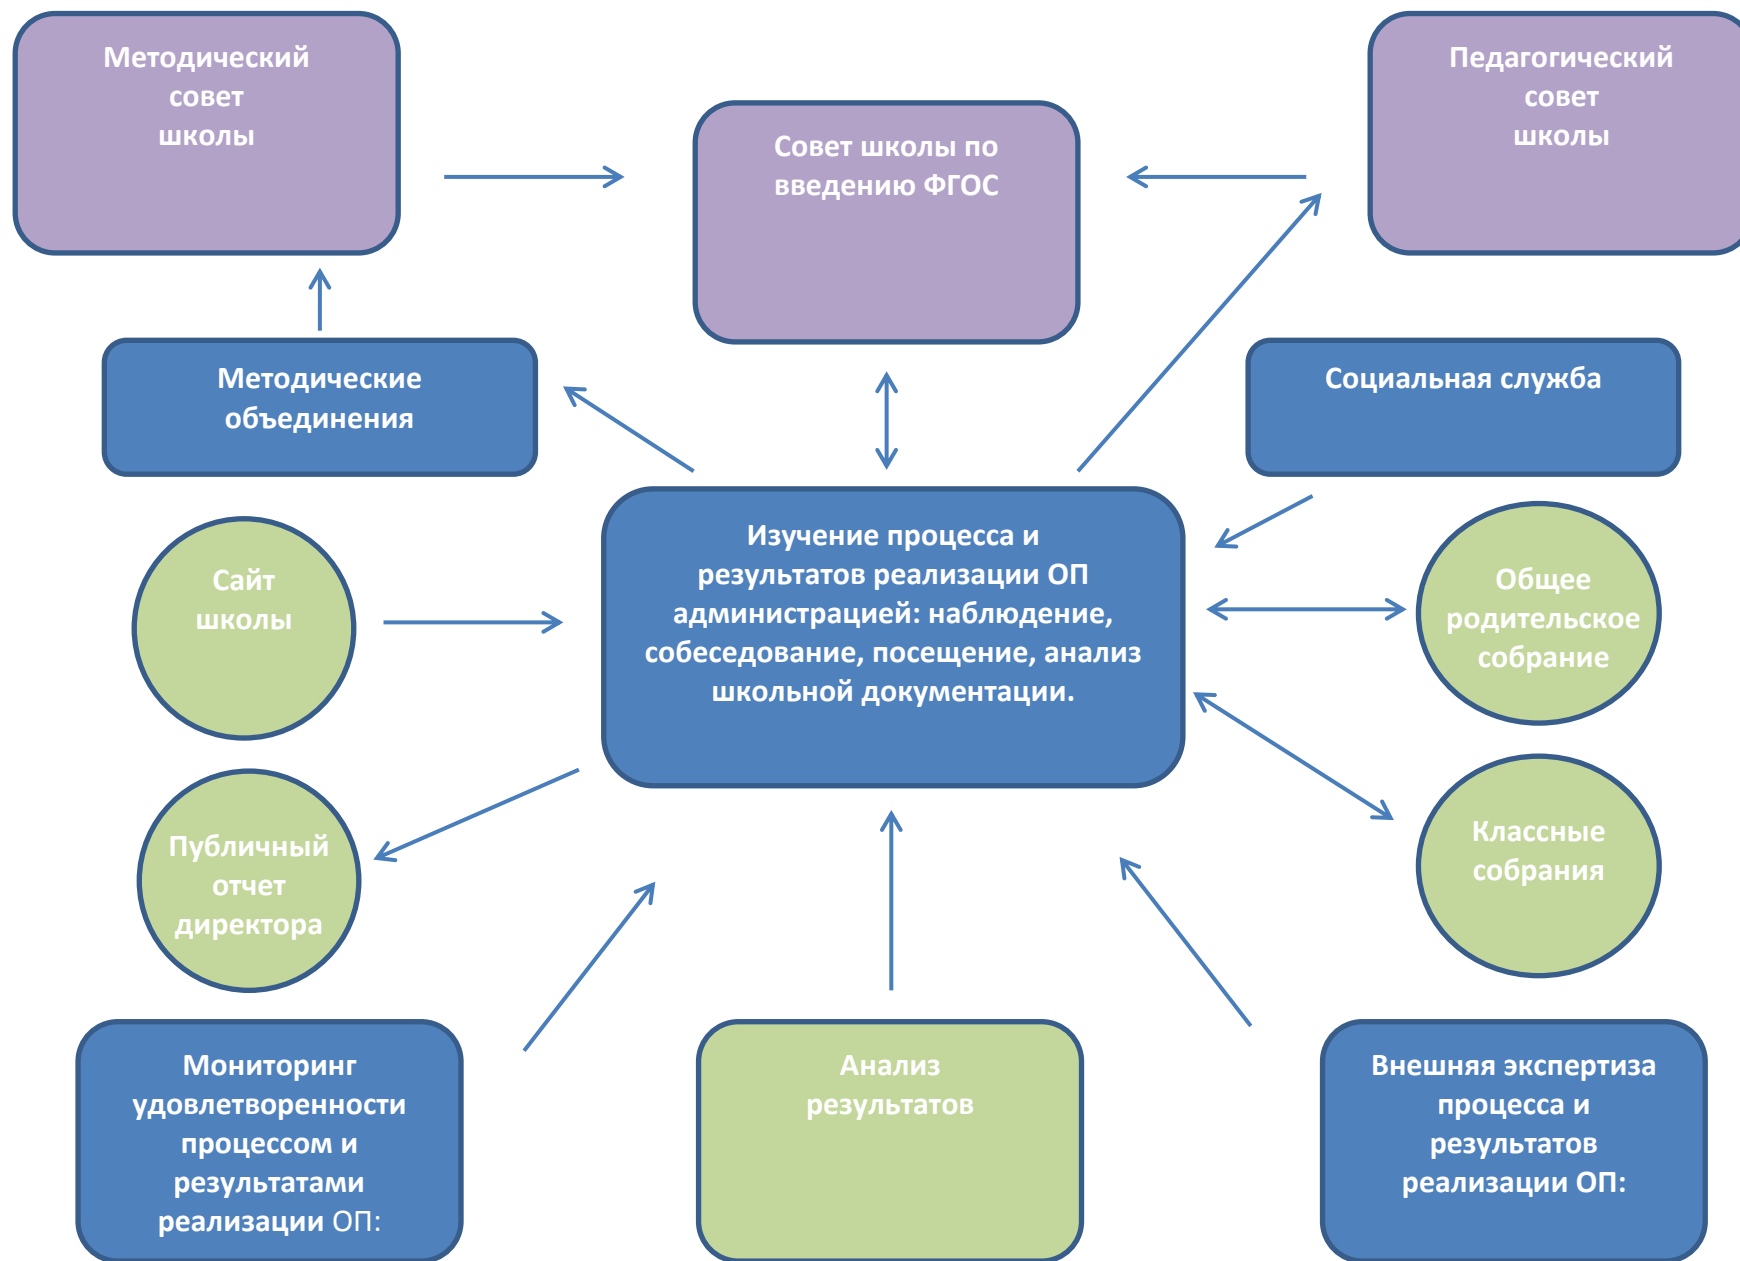 Методический
совет
школы
Совет школы по
введению ФГОС
Педагогический
совет
школы
Методические
объединения
Социальная служба
Изучение процесса и
результатов реализации ОП
администрацией: наблюдение,
собеседование, посещение, анализ
школьной документации.
Сайт
школы
Общее
родительское
собрание
Публичный
отчет
директора
Классные
собрания
Мониторинг
удовлетворенности
процессом и
результатами
реализации ОП:
Анализ
результатов
Внешняя экспертиза
процесса и
результатов
реализации ОП: